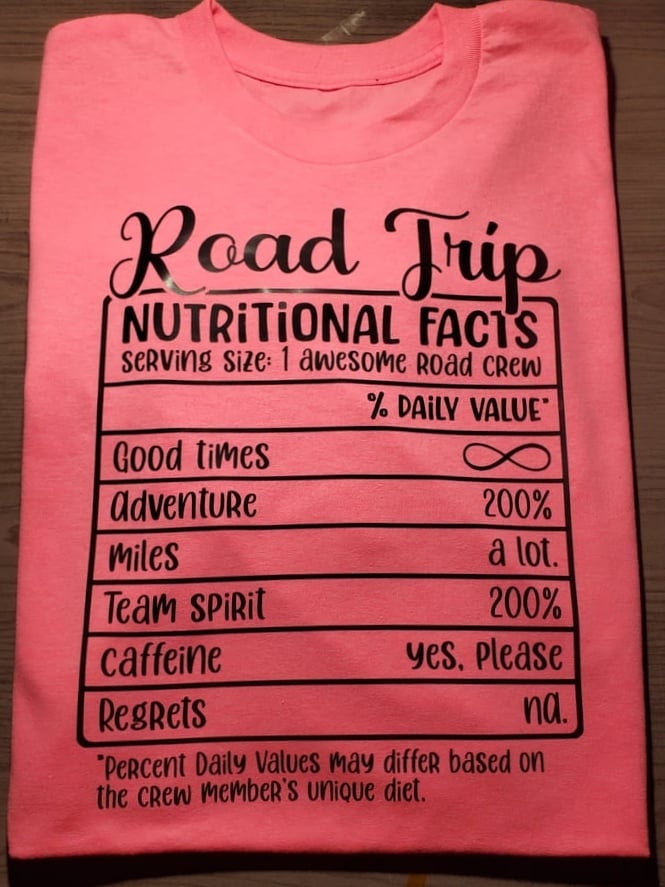 Road Trip
NUTRITIONAL FACTS
serving size: 1 awesome road crew
% Daily Value*
Good times ∞
adventure 200%
miles a lot.
Team spirit 200%
caffeine yes, please
Regrets na.
*Percent Daily Values may differ based on
the crew member's unique diet.